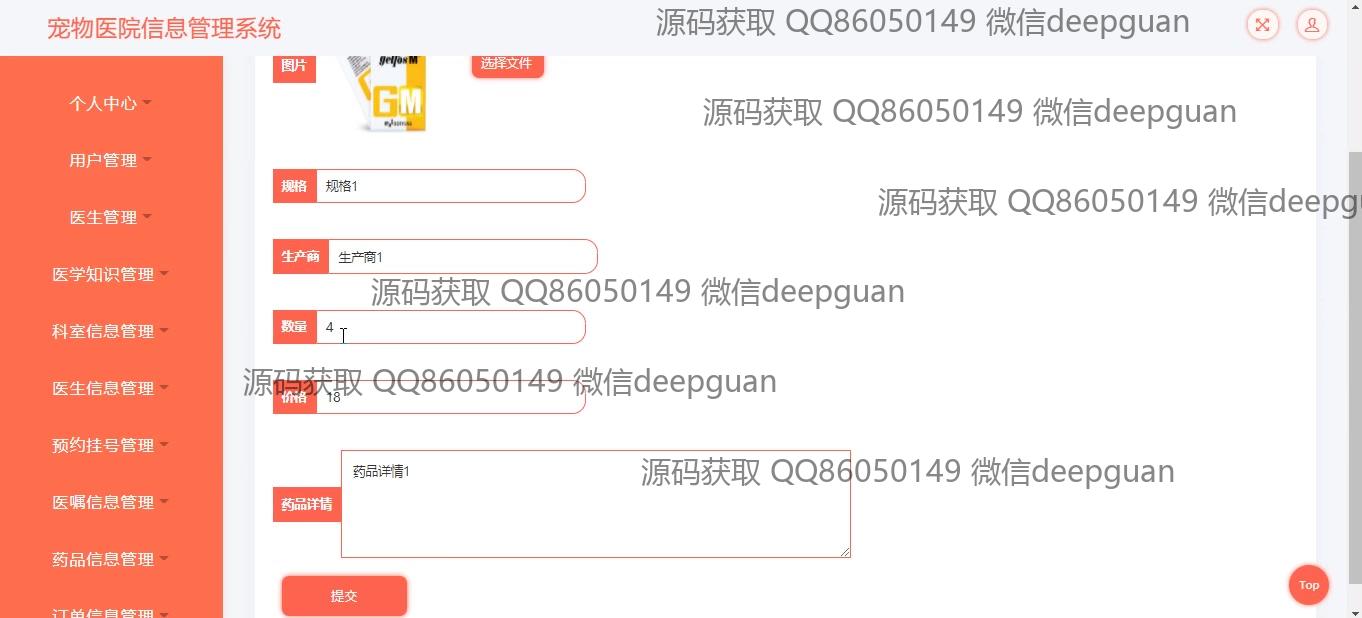 宠物医院信息管理系统
源码获取 QQ86050149 微信deepguan
个人中心
用户管理
医生管理
医学知识管理
科室信息管理
医生信息管理
预约挂号管理
医嘱信息管理
药品信息管理
订单信息管理
图片
gelfos M
GM
选择文件
源码获取 QQ86050149 微信deepguan
规格
规格1
源码获取 QQ86050149 微信deepgu
生产商
生产商1
源码获取 QQ86050149 微信deepguan
数量
4
源码获取 QQ86050149 微信deepguan
价格
18
药品详情
药品详情1
源码获取 QQ86050149 微信deepguan
提交
Top